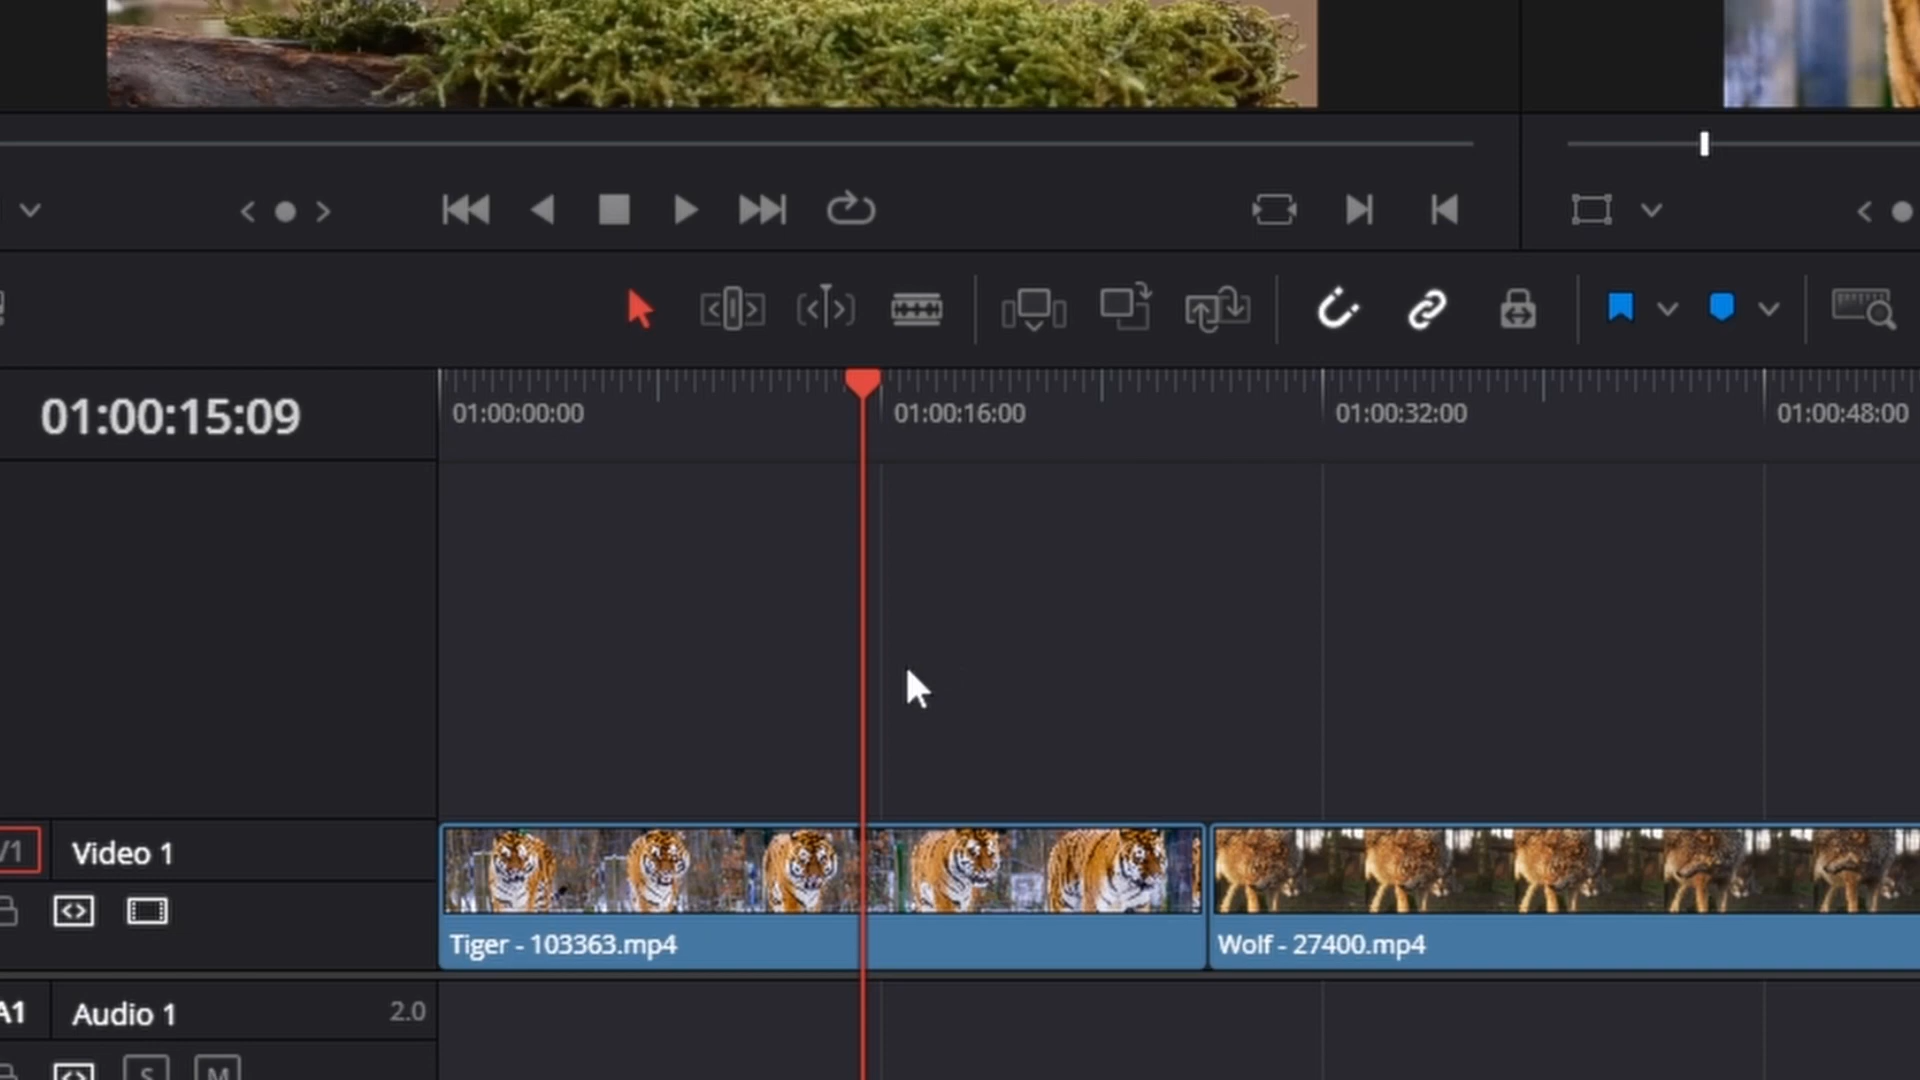 01:00:15:09
01:00:00:00
01:00:16:00
01:00:32:00
01:00:48:00
V1
Video 1
Tiger - 103363.mp4
Wolf - 27400.mp4
A1
Audio 1
2.0
S
M